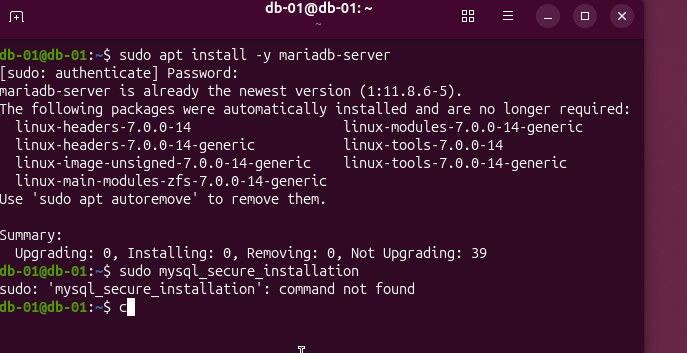 db-01@db-01: ~
~
db-01@db-01:~$ sudo apt install -y mariadb-server
[sudo: authenticate] Password:
mariadb-server is already the newest version (1:11.8.6-5).
The following packages were automatically installed and are no longer required:
  linux-headers-7.0.0-14                  linux-modules-7.0.0-14-generic
  linux-headers-7.0.0-14-generic          linux-tools-7.0.0-14
  linux-image-unsigned-7.0.0-14-generic   linux-tools-7.0.0-14-generic
  linux-main-modules-zfs-7.0.0-14-generic
Use 'sudo apt autoremove' to remove them.

Summary:
  Upgrading: 0, Installing: 0, Removing: 0, Not Upgrading: 39
db-01@db-01:~$ sudo mysql_secure_installation
sudo: 'mysql_secure_installation': command not found
db-01@db-01:~$ c